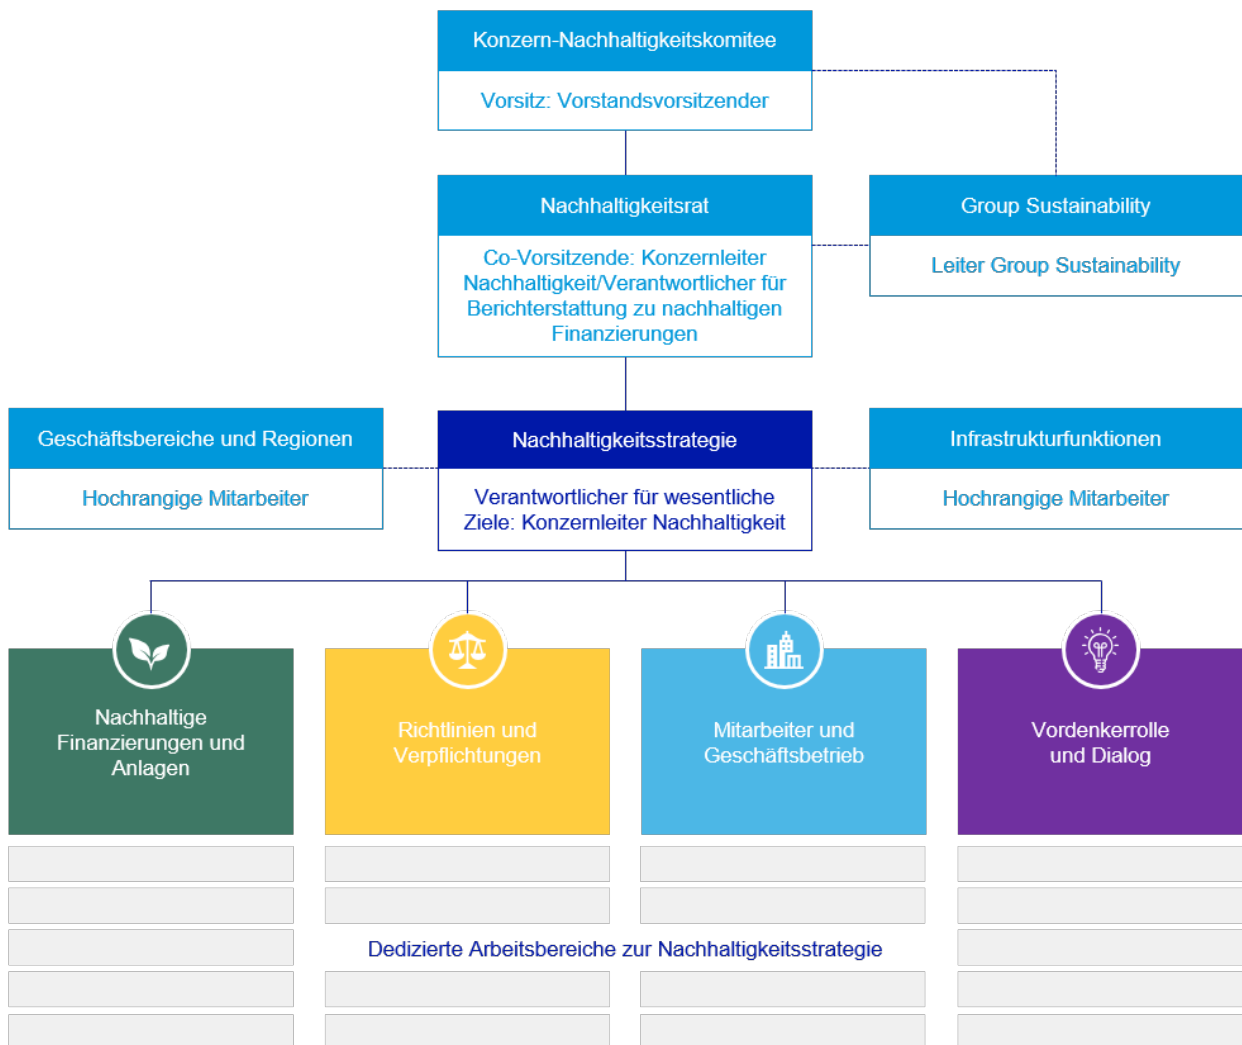 Konzern-Nachhaltigkeitskomitee
Vorsitz: Vorstandsvorsitzender
Nachhaltigkeitsrat
Co-Vorsitzende: Konzernleiter
Nachhaltigkeit/Verantwortlicher für
Berichterstattung zu nachhaltigen
Finanzierungen
Group Sustainability
Leiter Group Sustainability
Geschäftsbereiche und Regionen
Hochrangige Mitarbeiter
Nachhaltigkeitsstrategie
Verantwortlicher für wesentliche
Ziele: Konzernleiter Nachhaltigkeit
Infrastrukturfunktionen
Hochrangige Mitarbeiter
Nachhaltige
Finanzierungen und
Anlagen
Richtlinien und
Verpflichtungen
Mitarbeiter und
Geschäftsbetrieb
Vordenkerrolle
und Dialog
Dedizierte Arbeitsbereiche zur Nachhaltigkeitsstrategie